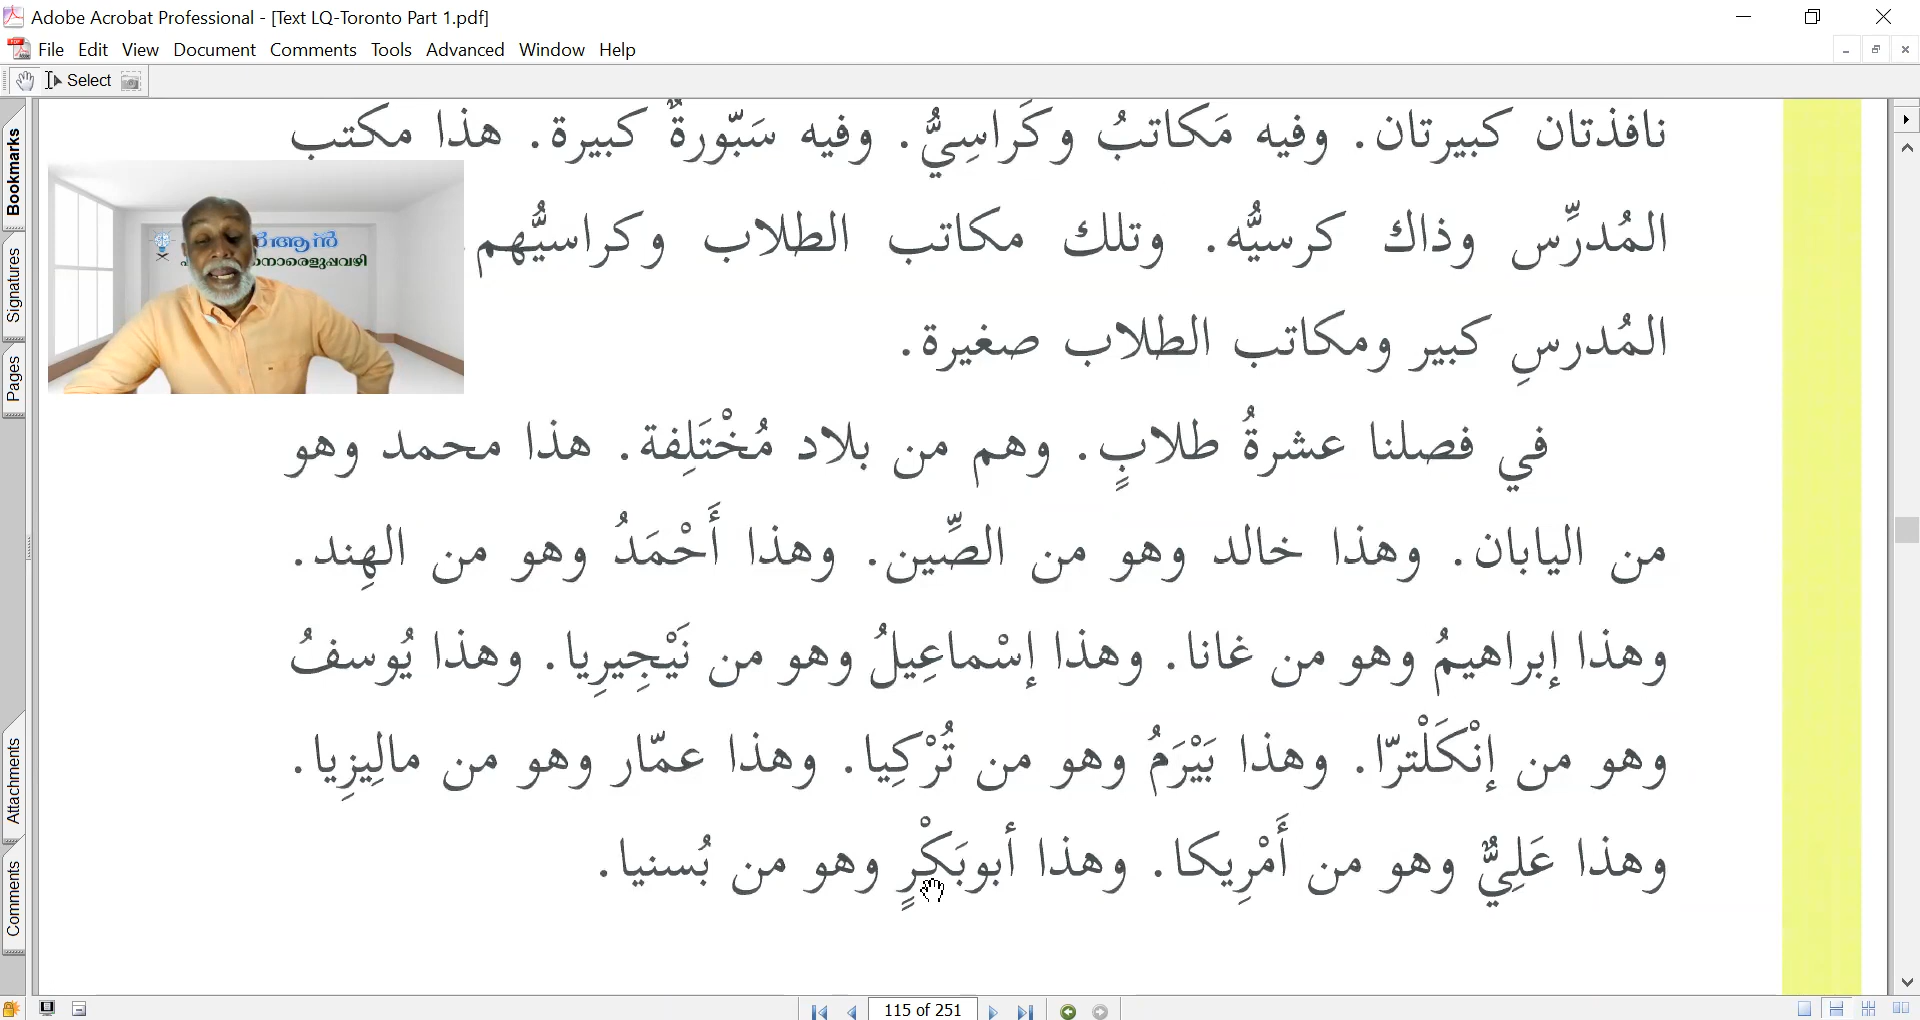 Adobe Acrobat Professional - [Text LQ-Toronto Part 1.pdf]
File Edit View Document Comments Tools Advanced Window Help
Select
Bookmarks
Signatures
Pages
Attachments
Comments
نافذتان كبيرتان. وفيه مَكاتبُ وكَراسِيُّ. وفيه سَبّورةٌ كبيرة. هذا مكتب
المُدرِّس وذاك كرسيُّه. وتلك مكاتب الطلاب وكراسيُّهم.
المُدرسِ كبير ومكاتب الطلاب صغيرة.
في فصلنا عشرةُ طلابٍ. وهم من بلاد مُخْتَلِفة. هذا محمد وهو
من اليابان. وهذا خالد وهو من الصِّين. وهذا أَحْمَدُ وهو من الهِند.
وهذا إبراهيمُ وهو من غانا. وهذا إسْماعِيلُ وهو من نَيْجِيرِيا. وهذا يُوسفُ
وهو من إنْكَلْترّا. وهذا بَيْرَمُ وهو من تُرْكِيا. وهذا عمّار وهو من مالِيزِيا.
وهذا عَلِيٌّ وهو من أَمْرِيكا. وهذا أبوبَكْرٍ وهو من بُسنيا.
115 of 251